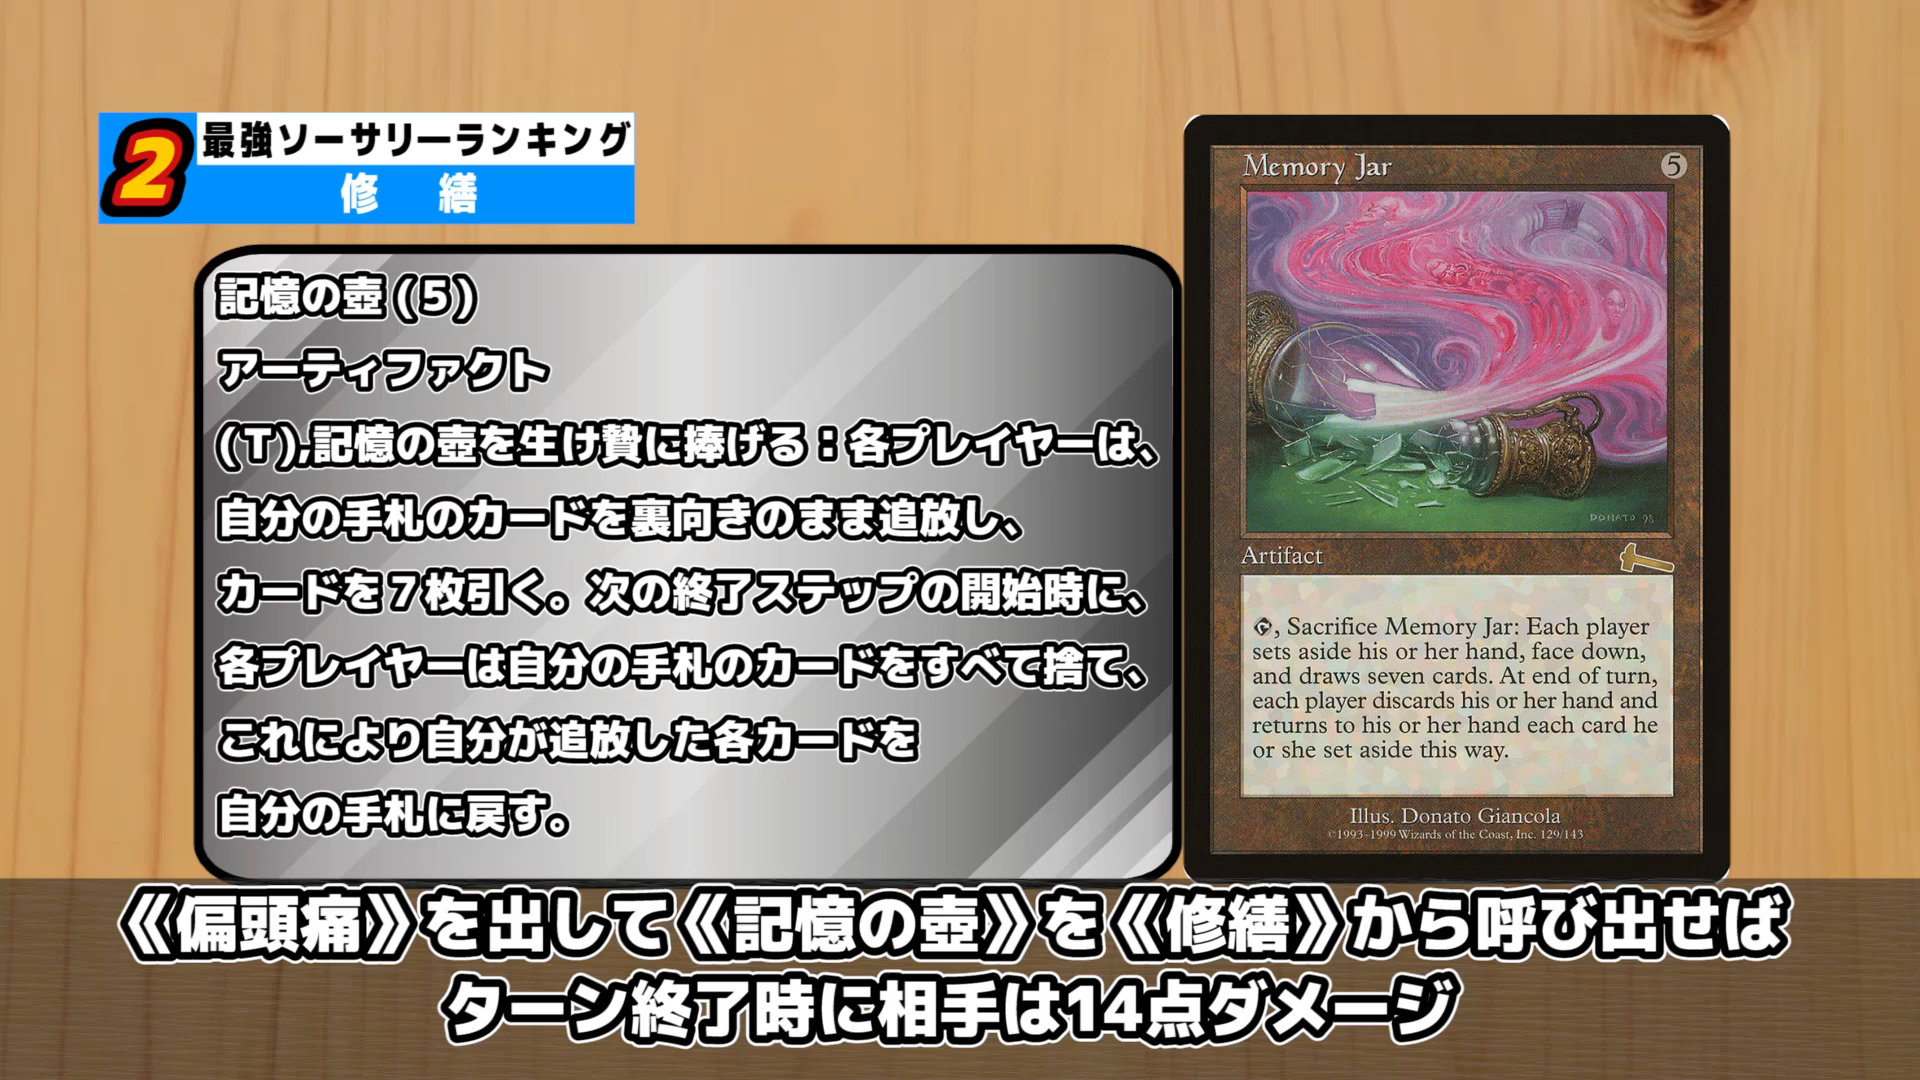 2
最強ソーサリーランキング
修繕
記憶の壺(5)
アーティファクト
(T),記憶の壺を生け贄に捧げる：各プレイヤーは、
自分の手札のカードを裏向きのまま追放し、
カードを７枚引く。次の終了ステップの開始時に、
各プレイヤーは自分の手札のカードをすべて捨て、
これにより自分が追放した各カードを
自分の手札に戻す。
Memory Jar 5
DONATO 98
Artifact
, Sacrifice Memory Jar: Each player
sets aside his or her hand, face down,
and draws seven cards. At end of turn,
each player discards his or her hand and
returns to his or her hand each card he
or she set aside this way.
Illus. Donato Giancola
©1993-1999 Wizards of the Coast, Inc. 129/143
《偏頭痛》を出して《記憶の壺》を《修繕》から呼び出せば
ターン終了時に相手は14点ダメージ